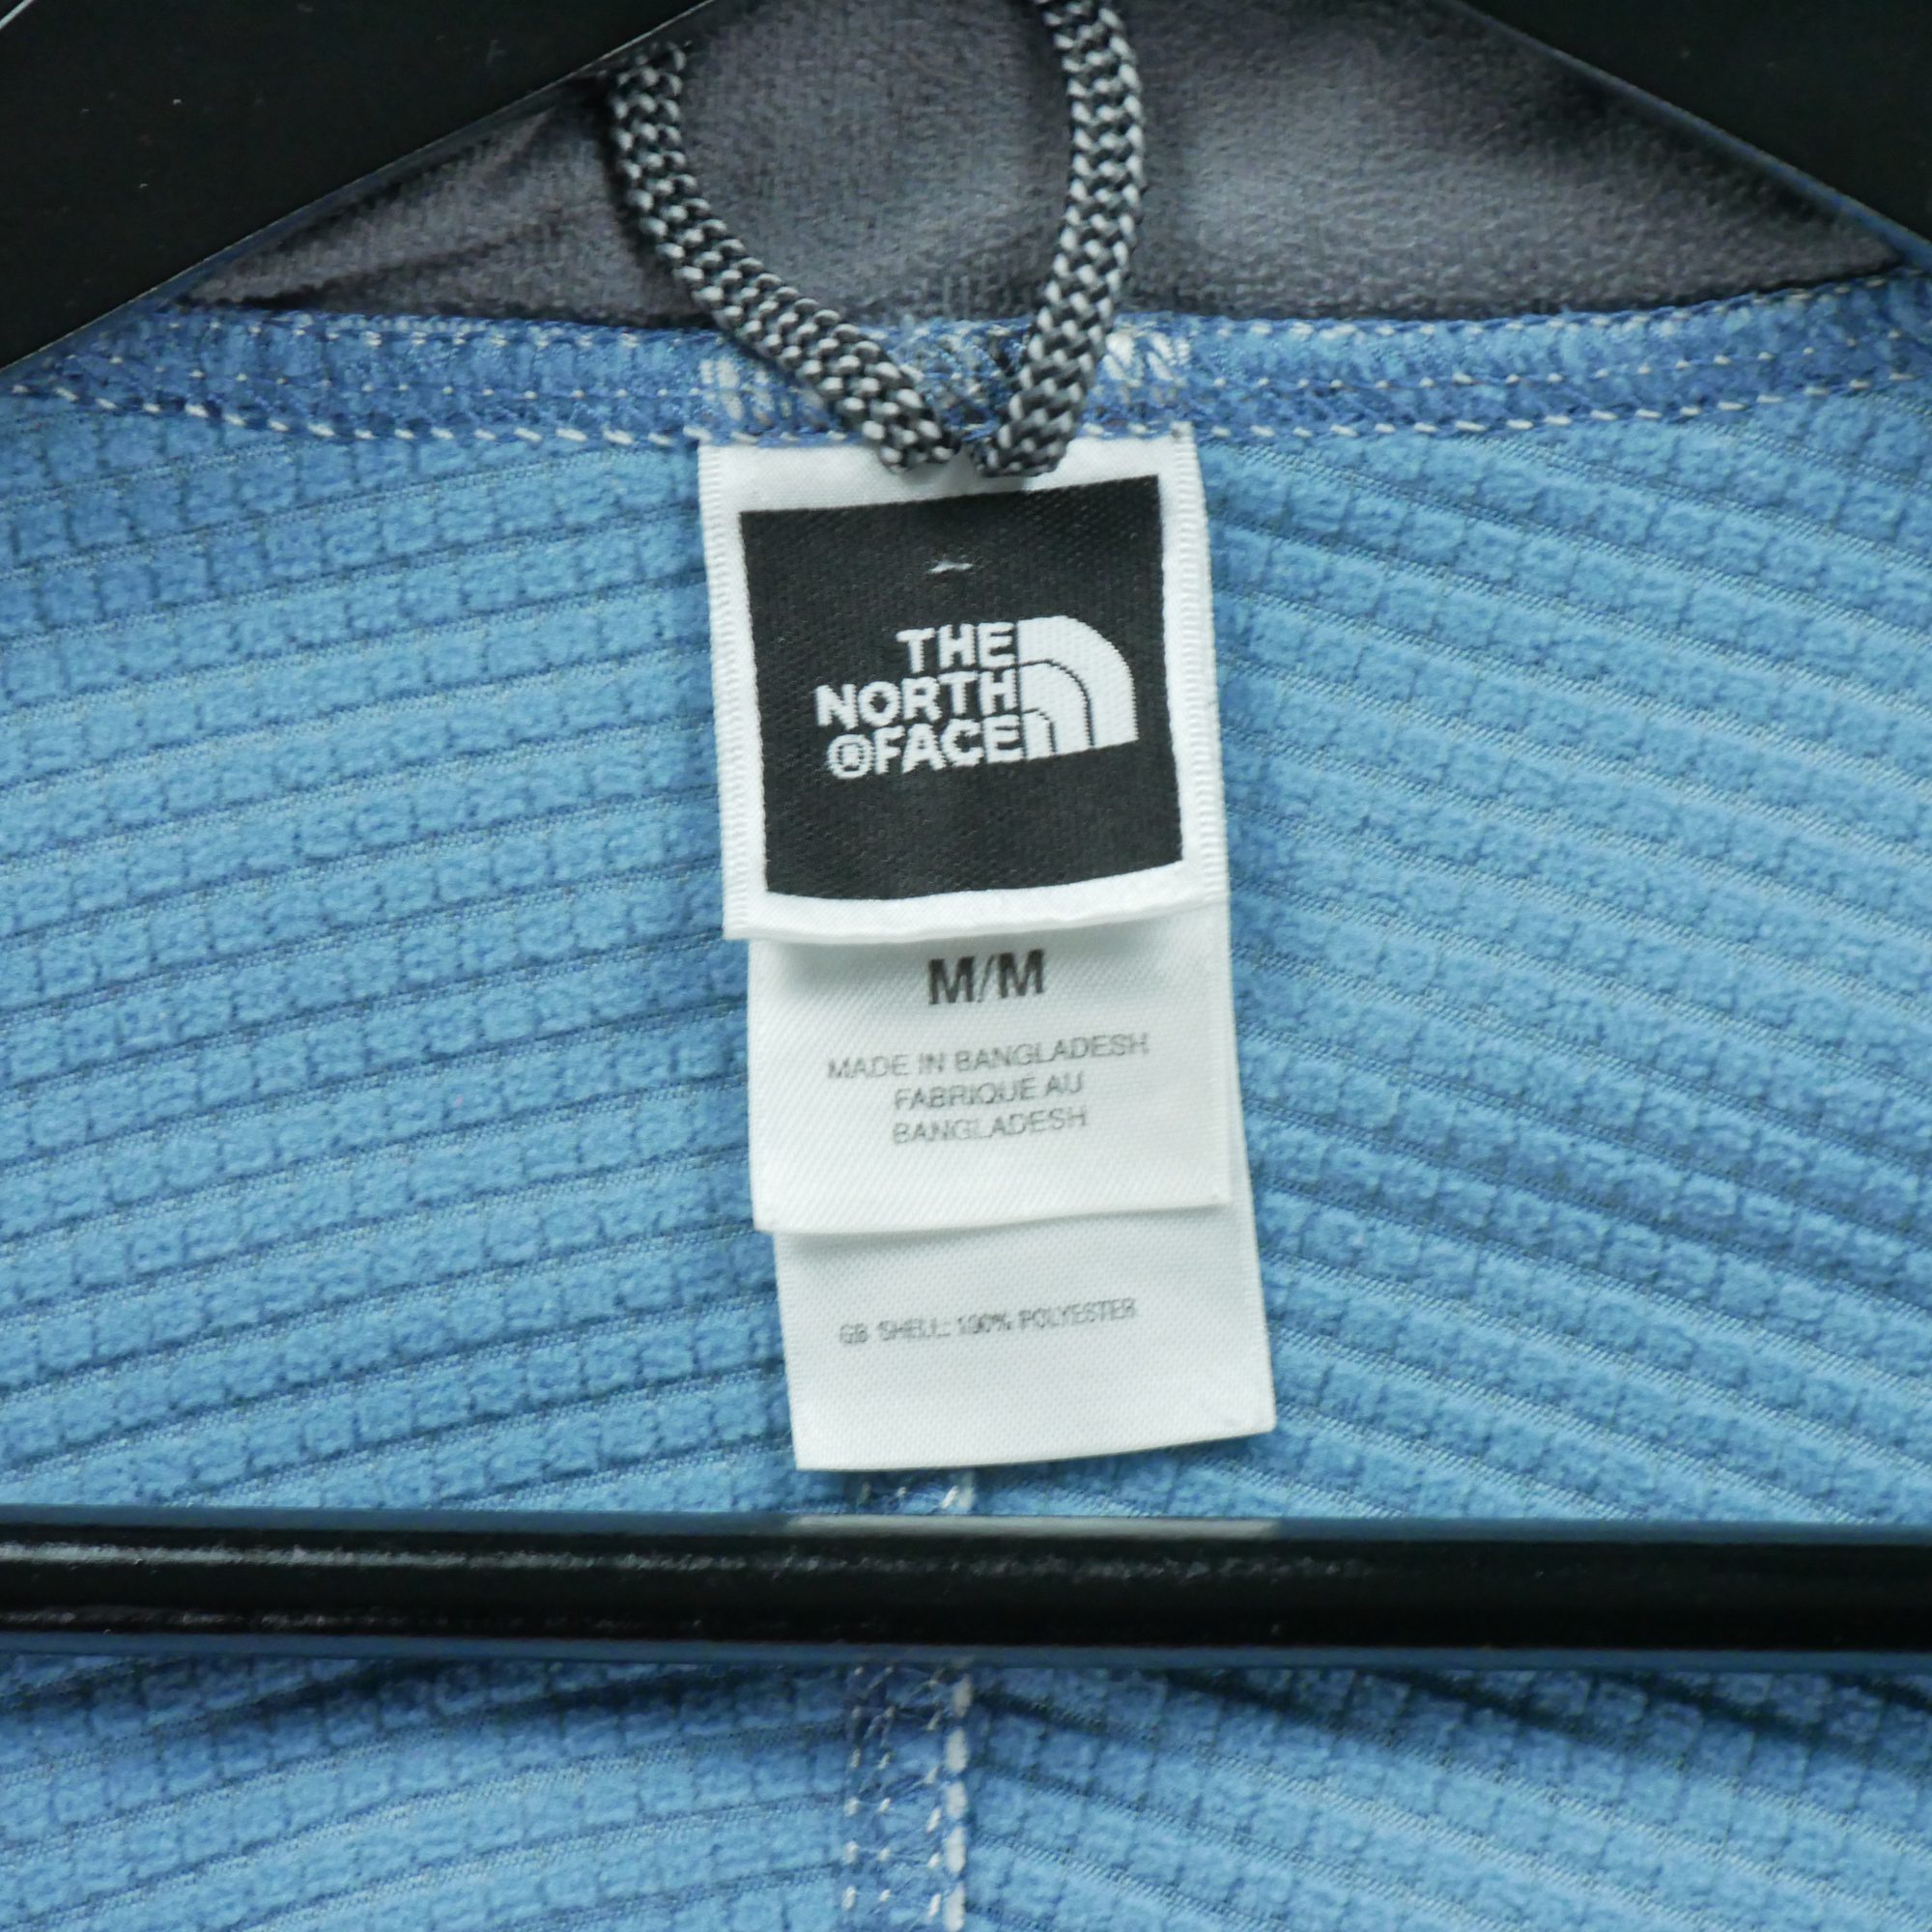 THE
NORTH
®FACE
M/M
MADE IN BANGLADESH
FABRIQUE AU
BANGLADESH
GB SHELL: 100% POLYESTER